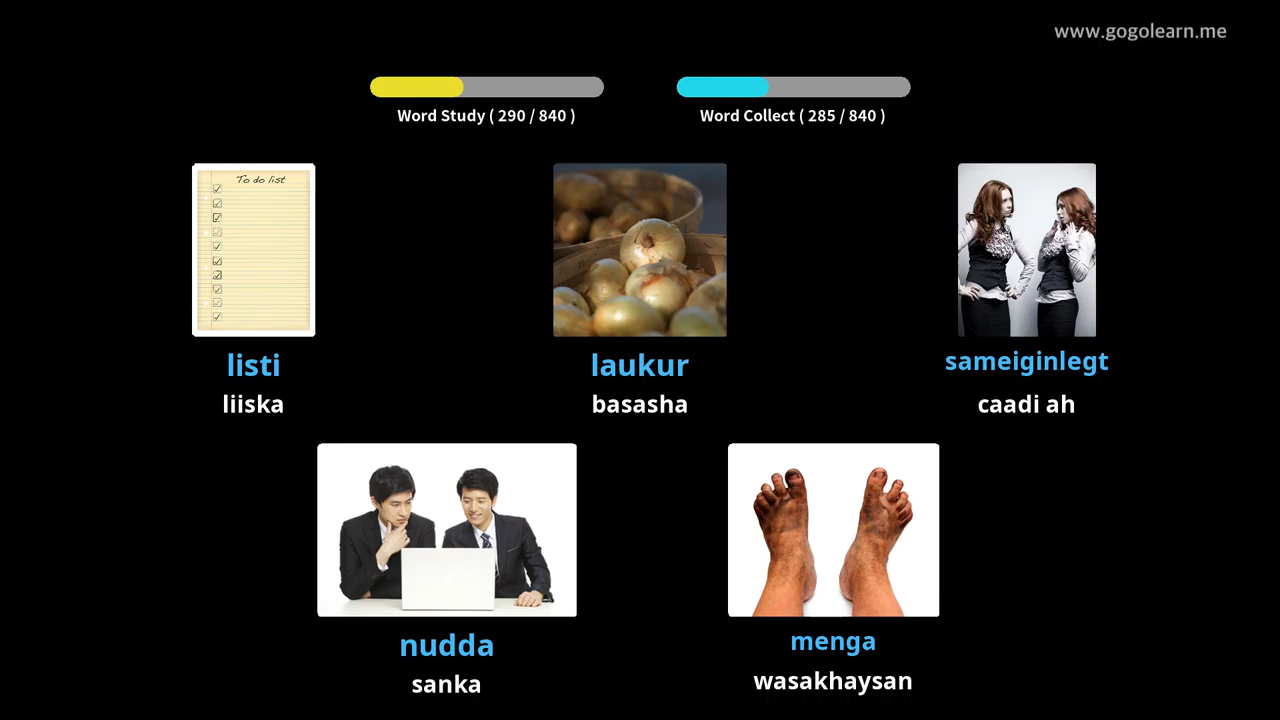 www.gogolearn.me
Word Study ( 290 / 840 )
Word Collect ( 285 / 840 )
To do list
listi
liiska
laukur
basasha
sameiginlegt
caadi ah
nudda
sanka
menga
wasakhaysan